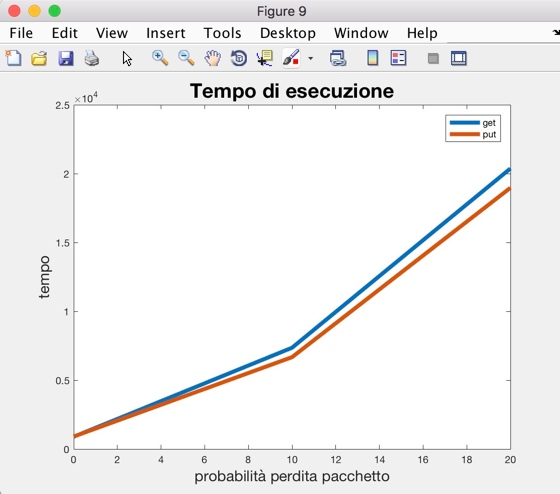 Figure 9
File Edit View Insert Tools Desktop Window Help
Tempo di esecuzione
×10⁴
2.5
2
1.5
1
0.5
0
tempo
get
put
0 2 4 6 8 10 12 14 16 18 20
probabilità perdita pacchetto